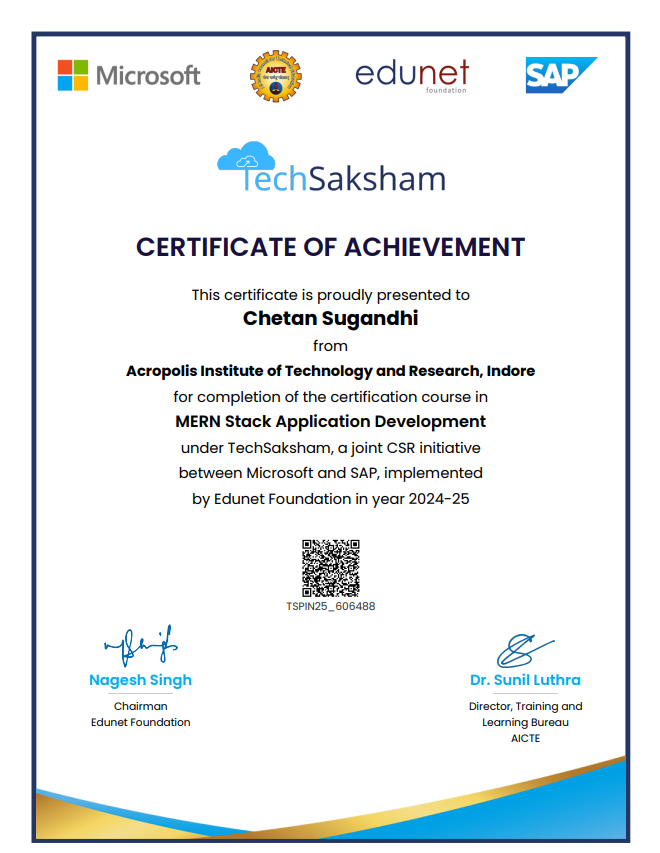 Microsoft
AICTE
edunet
foundation
SAP
TechSaksham
CERTIFICATE OF ACHIEVEMENT
This certificate is proudly presented to
Chetan Sugandhi
from
Acropolis Institute of Technology and Research, Indore
for completion of the certification course in
MERN Stack Application Development
under TechSaksham, a joint CSR initiative
between Microsoft and SAP, implemented
by Edunet Foundation in year 2024-25
TSPIN25_606488
Nagesh Singh
Chairman
Edunet Foundation
Dr. Sunil Luthra
Director, Training and
Learning Bureau
AICTE